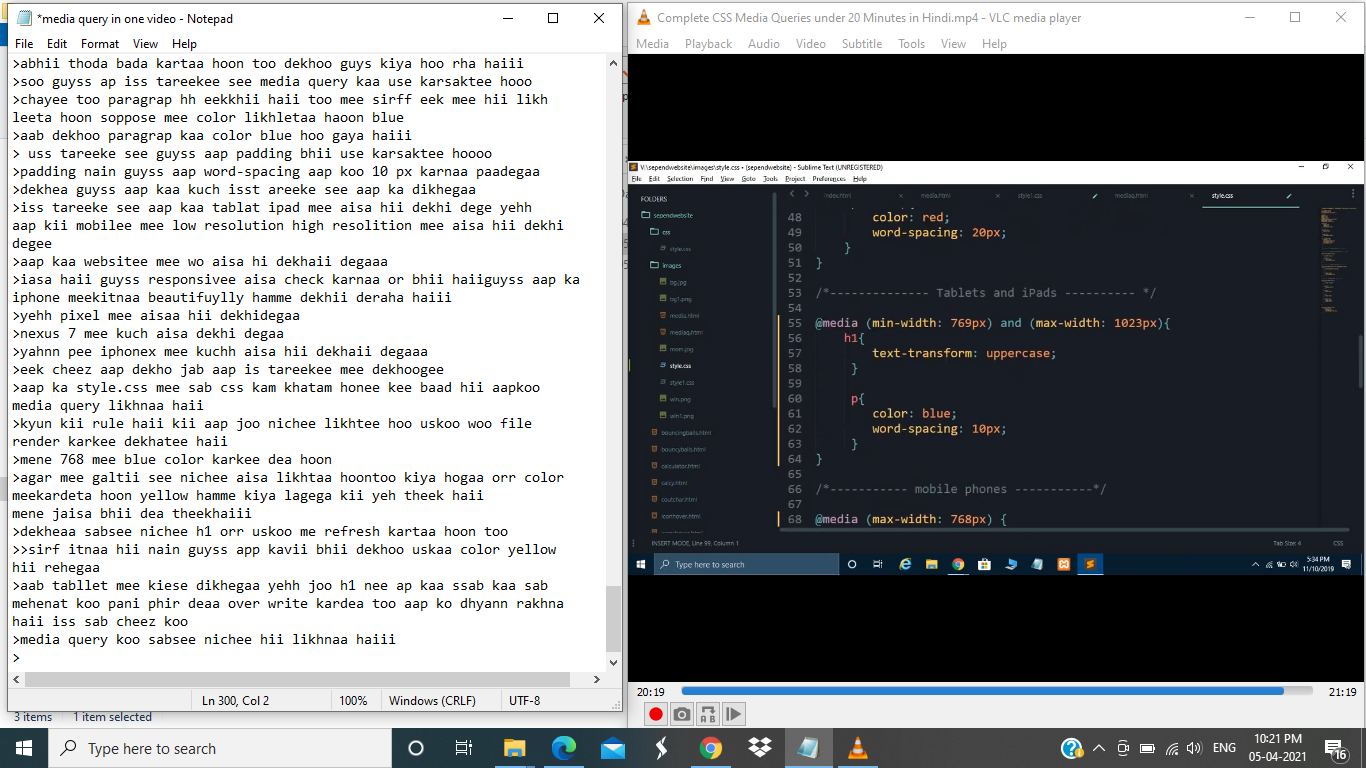 *media query in one video - Notepad
File Edit Format View Help
>abhii thoda bada kartaa hoon too dekhoo guys kiya hoo rha haiii
>soo guyss ap iss tareekee see media query kaa use karsaktee hooo
>chayee too paragrap hh eekkhii haii too mee sirff eek mee hii likh
leeta hoon soppose mee color likhletaa haoon blue
>aab dekhoo paragrap kaa color blue hoo gaya haiii
> uss tareeke see guyss aap padding bhii use karsaktee hoooo
>padding nain guyss aap word-spacing aap koo 10 px karnaa paadegaa
>dekhea guyss aap kaa kuch isst areeke see aap ka dikhegaa
>iss tareeke see aap kaa tablat ipad mee aisa hii dekhi dege yehh
aap kii mobilee mee low resolution high resolition mee aisa hii dekhi
degee
>aap kaa websitee mee wo aisa hi dekhaii degaaa
>iasa haii guyss responsivee aisa check karnaa or bhii haiiguyss aap ka
iphone meekitnaa beautifuylly hamme dekhii deraha haiii
>yehh pixel mee aisaa hii dekhidegaa
>nexus 7 mee kuch aisa dekhi degaa
>yahnn pee iphonex mee kuchh aisa hii dekhaii degaaa
>eek cheez aap dekho jab aap is tareekee mee dekhoogee
>aap ka style.css mee sab css kam khatam honee kee baad hii aapkoo
media query likhnaa haii
>kyun kii rule haii kii aap joo nichee likhtee hoo uskoo woo file
render karkee dekhatee haii
>mene 768 mee blue color karkee dea hoon
>agar mee galtii see nichee aisa likhtaa hoontoo kiya hogaa orr color
meekardeta hoon yellow hamme kiya lagega kii yeh theek haii
mene jaisa bhii dea theekhaiii
>dekheaa sabsee nichee h1 orr uskoo me refresh kartaa hoon too
>>sirf itnaa hii nain guyss app kavii bhii dekhoo uskaa color yellow
hii rehegaa
>aab tabllet mee kiese dikhegaa yehh joo h1 nee ap kaa ssab kaa sab
mehenat koo pani phir deaa over write kardea too aap ko dhyann rakhna
haii iss sab cheez koo
>media query koo sabsee nichee hii likhnaa haiii
>
Ln 300, Col 2 100% Windows (CRLF) UTF-8
3 items 1 item selected
Complete CSS Media Queries under 20 Minutes in Hindi.mp4 - VLC media player
Media Playback Audio Video Subtitle Tools View Help
V:\sependwebsite\images\style.css • (sependwebsite) - Sublime Text (UNREGISTERED)
File Edit Selection Find View Goto Tools Project Preferences Help
index.html media.html style1.css mediaq.html style.css
FOLDERS
sependwebsite
css
style.css
images
bg.jpg
bg1.png
media.html
mediaq.html
mom.jpg
style.css
style1.css
win.png
win1.png
bouncingballs.html
bouncyballs.html
calculator.html
calcy.html
coutchar.html
iconhover.html
48 color: red;
49 word-spacing: 20px;
50 }
51 }
52
53 /*-------------- Tablets and iPads ---------- */
54
55 @media (min-width: 769px) and (max-width: 1023px){
56 h1{
57 text-transform: uppercase;
58 }
59
60 p{
61 color: blue;
62 word-spacing: 10px;
63 }
64 }
65
66 /*----------- mobile phones -----------*/
67
68 @media (max-width: 768px) {
INSERT MODE, Line 99, Column 1 Tab Size: 4 CSS
Type here to search
5:34 PM
11/10/2019
20:19 21:19
Type here to search
ENG
10:21 PM
05-04-2021
16